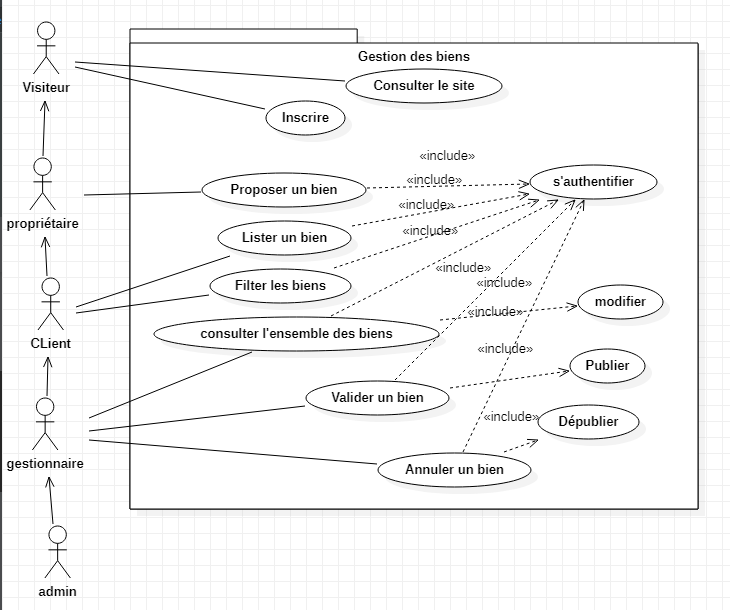 Gestion des biens
Visiteur
Consulter le site
Inscrire
«include»
propriétaire
Proposer un bien
«include»
s'authentifier
«include»
Lister un bien
«include»
Filter les biens
«include»
«include»
CLient
consulter l'ensemble des biens
«include»
modifier
«include»
Publier
gestionnaire
Valider un bien
«include»
Dépublier
Annuler un bien
admin